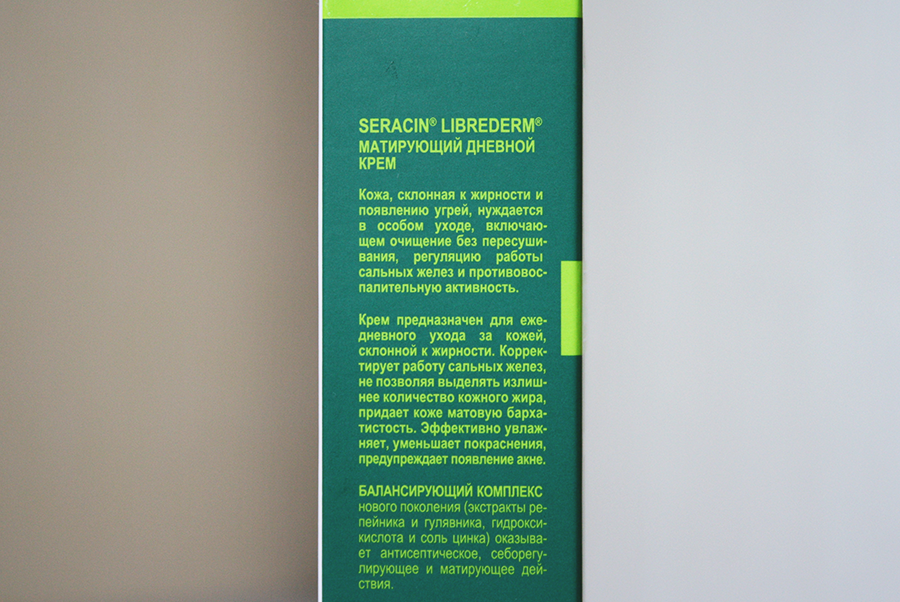 SERACIN® LIBREDERM®
МАТИРУЮЩИЙ ДНЕВНОЙ
КРЕМ
Кожа, склонная к жирности и
появлению угрей, нуждается
в особом уходе, включаю-
щем очищение без пересуши-
вания, регуляцию работы
сальных желез и противовос-
палительную активность.
Крем предназначен для еже-
дневного ухода за кожей,
склонной к жирности. Коррек-
тирует работу сальных желез,
не позволяя выделять излиш-
нее количество кожного жира,
придает коже матовую барха-
тистость. Эффективно увлаж-
няет, уменьшает покраснения,
предупреждает появление акне.
БАЛАНСИРУЮЩИЙ КОМПЛЕКС
нового поколения (экстракты ре-
пейника и гулявника, гидрокси-
кислота и соль цинка) оказыва-
ет антисептическое, себорегу-
лирующее и матирующее дей-
ствия.